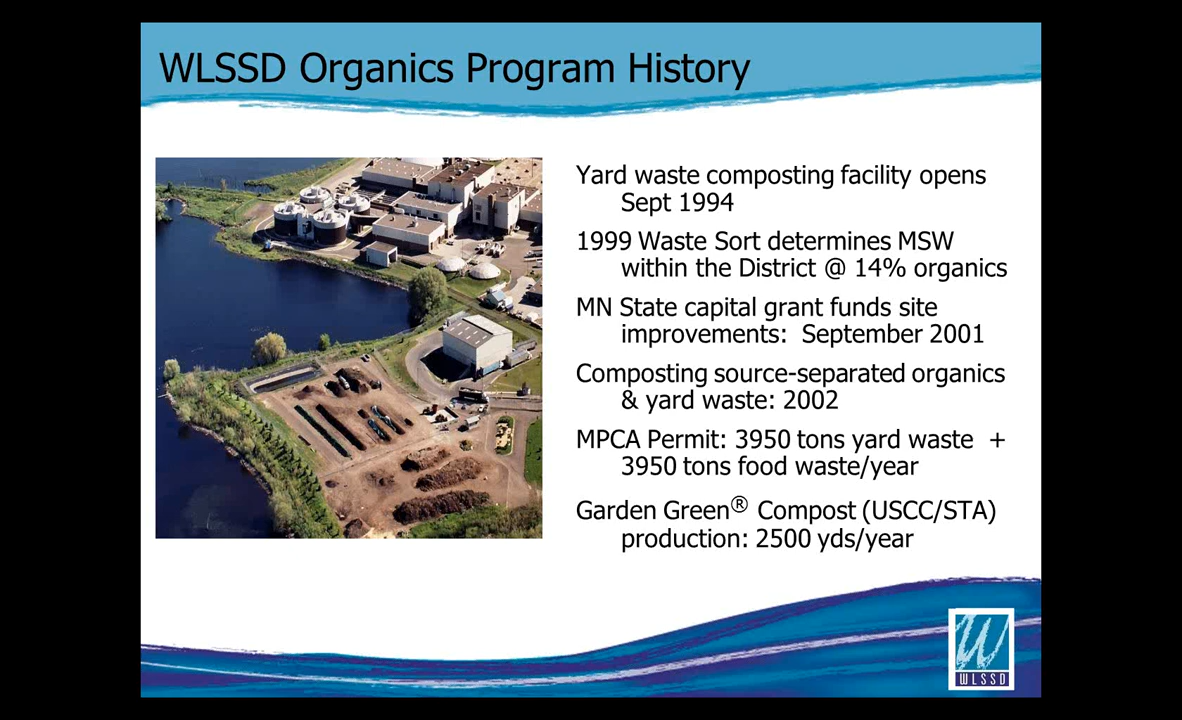 WLSSD Organics Program History
Yard waste composting facility opens
Sept 1994
1999 Waste Sort determines MSW
within the District @ 14% organics
MN State capital grant funds site
improvements: September 2001
Composting source-separated organics
& yard waste: 2002
MPCA Permit: 3950 tons yard waste +
3950 tons food waste/year
Garden Green® Compost (USCC/STA)
production: 2500 yds/year
W
WLSSD